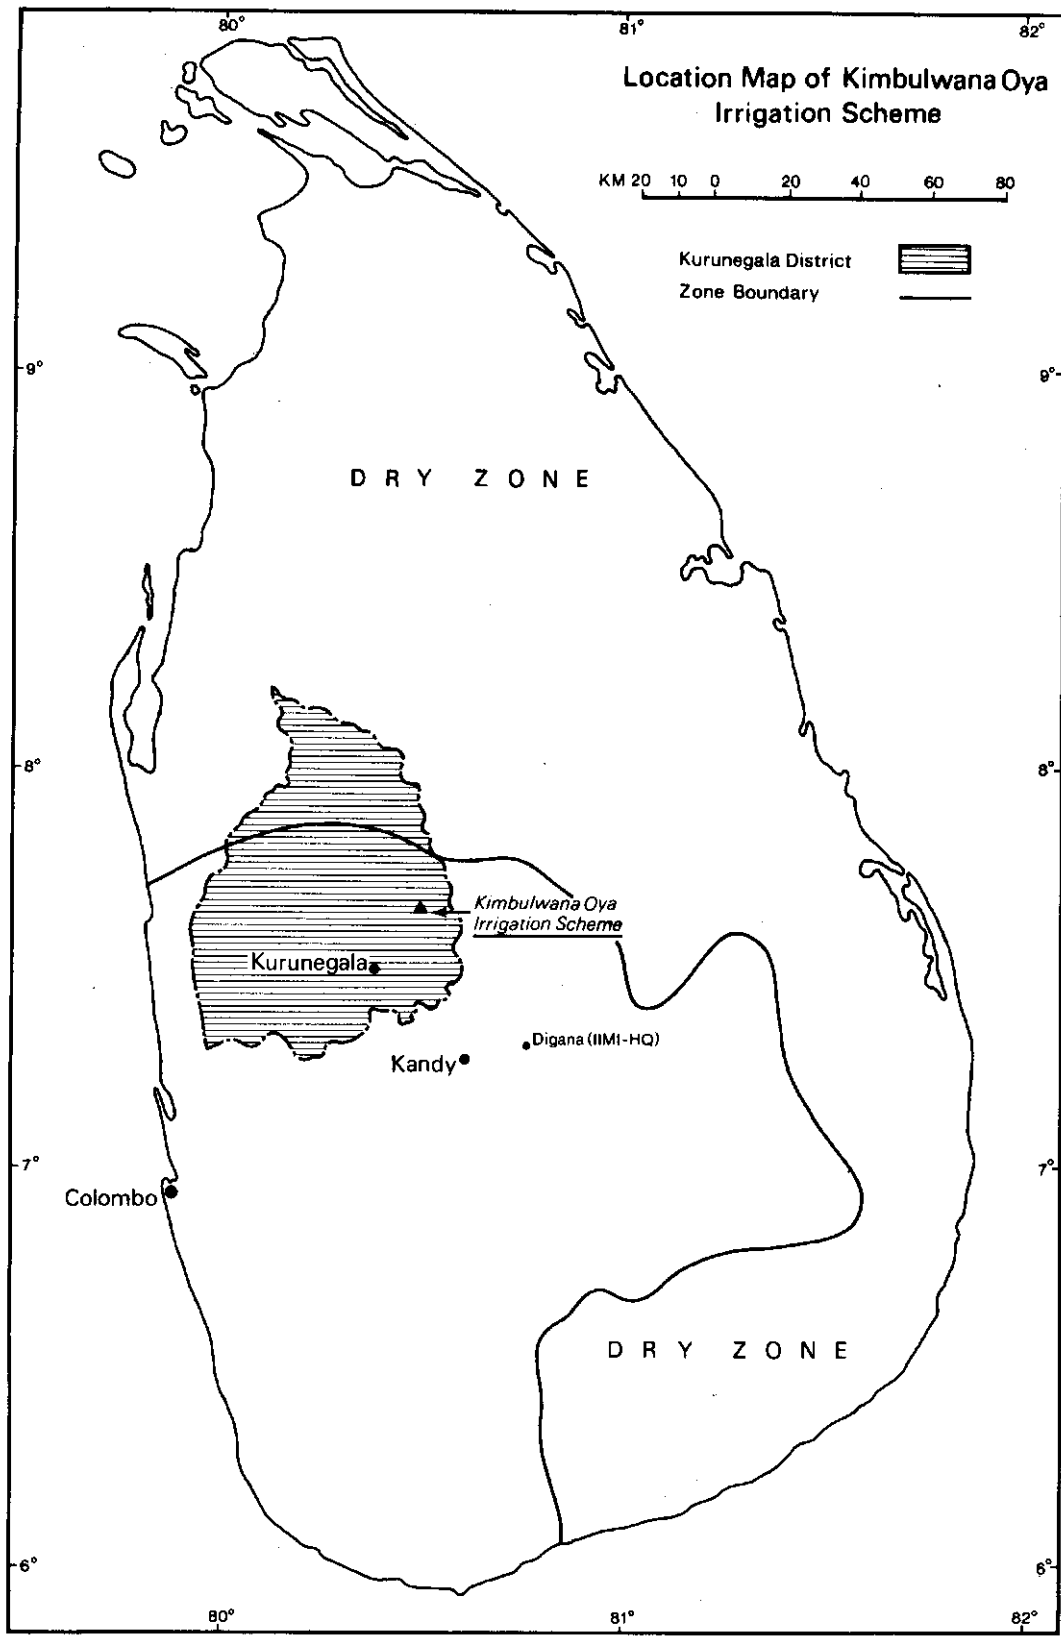 80° 81° 82°
Location Map of Kimbulwana Oya
Irrigation Scheme
KM 20 10 0 20 40 60 80
Kurunegala District
Zone Boundary
9° 9°
DRY ZONE
8° 8°
Kimbulwana Oya
Irrigation Scheme
Kurunegala
Digana (IIMI-HQ)
Kandy
7° 7°
Colombo
DRY ZONE
6° 6°
80° 81° 82°